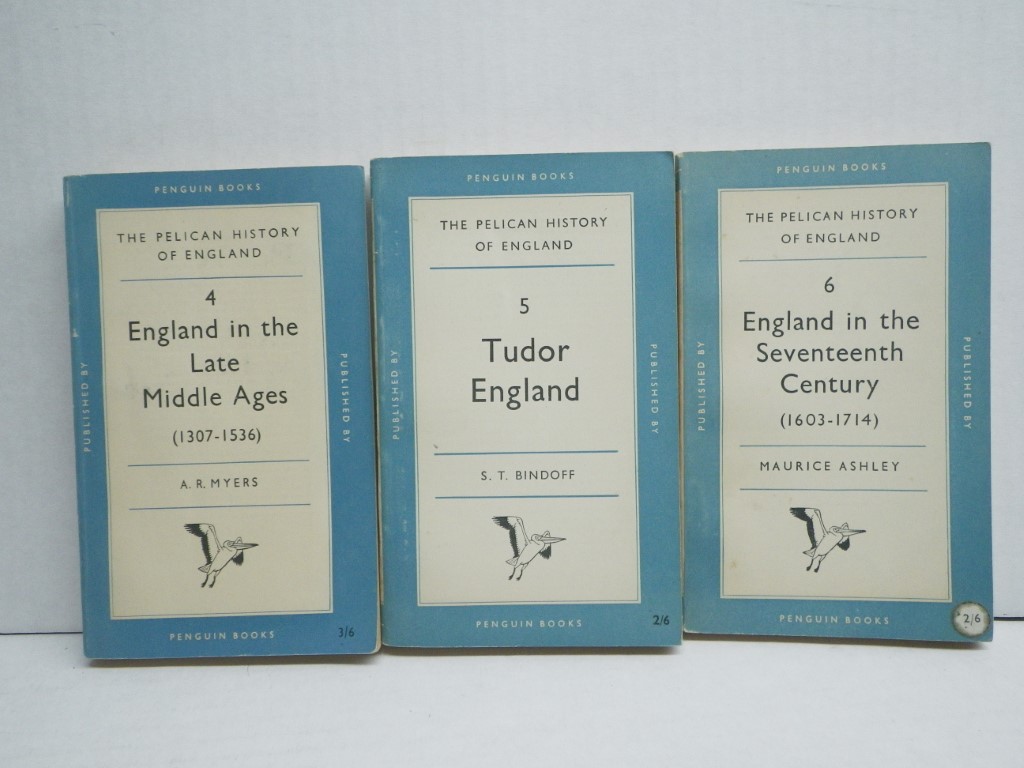 PENGUIN BOOKS
THE PELICAN HISTORY
OF ENGLAND
4
England in the
Late
Middle Ages
(1307-1536)
A. R. MYERS
PUBLISHED BY
PUBLISHED BY
PENGUIN BOOKS
3/6
PENGUIN BOOKS
THE PELICAN HISTORY
OF ENGLAND
5
Tudor
England
S. T. BINDOFF
PUBLISHED BY
PUBLISHED BY
PENGUIN BOOKS
2/6
PENGUIN BOOKS
THE PELICAN HISTORY
OF ENGLAND
6
England in the
Seventeenth
Century
(1603-1714)
MAURICE ASHLEY
PUBLISHED BY
PUBLISHED BY
PENGUIN BOOKS
2/6